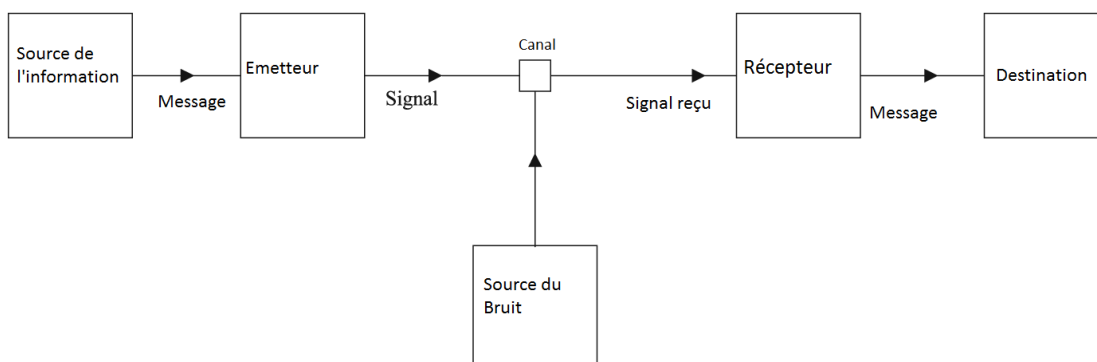 Source de
l'information
Message
Emetteur
Signal
Canal
Signal reçu
Récepteur
Message
Destination
Source du
Bruit